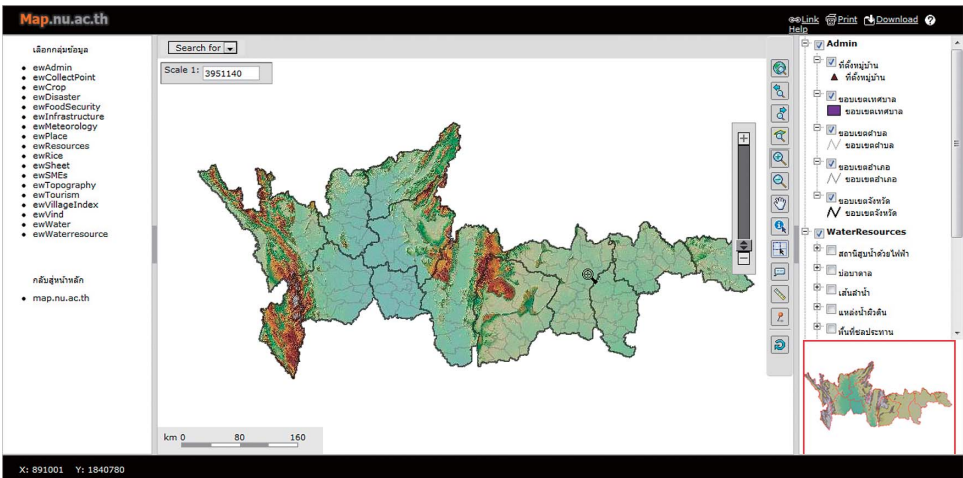 Map.nu.ac.th
Link Print Download
Help
เลือกกลุ่มข้อมูล
ewAdmin
ewCollectPoint
ewCrop
ewDisaster
ewFoodSecurity
ewInfrastructure
ewMeteorology
ewPlace
ewResources
ewRice
ewSheet
ewSMEs
ewTopography
ewTourism
ewVillageIndex
ewVind
ewWater
ewWaterresource
กลับสู่หน้าหลัก
map.nu.ac.th
Search for
Scale 1: 3951140
km 0 80 160
Admin
ที่ตั้งหมู่บ้าน
ที่ตั้งหมู่บ้าน
ขอบเขตเทศบาล
ขอบเขตเทศบาล
ขอบเขตตำบล
ขอบเขตตำบล
ขอบเขตอำเภอ
ขอบเขตอำเภอ
ขอบเขตจังหวัด
ขอบเขตจังหวัด
WaterResources
สถานีสูบน้ำด้วยไฟฟ้า
บ่อบาดาล
เส้นลำน้ำ
แหล่งน้ำผิวดิน
พื้นที่ชลประทาน
X: 891001 Y: 1840780